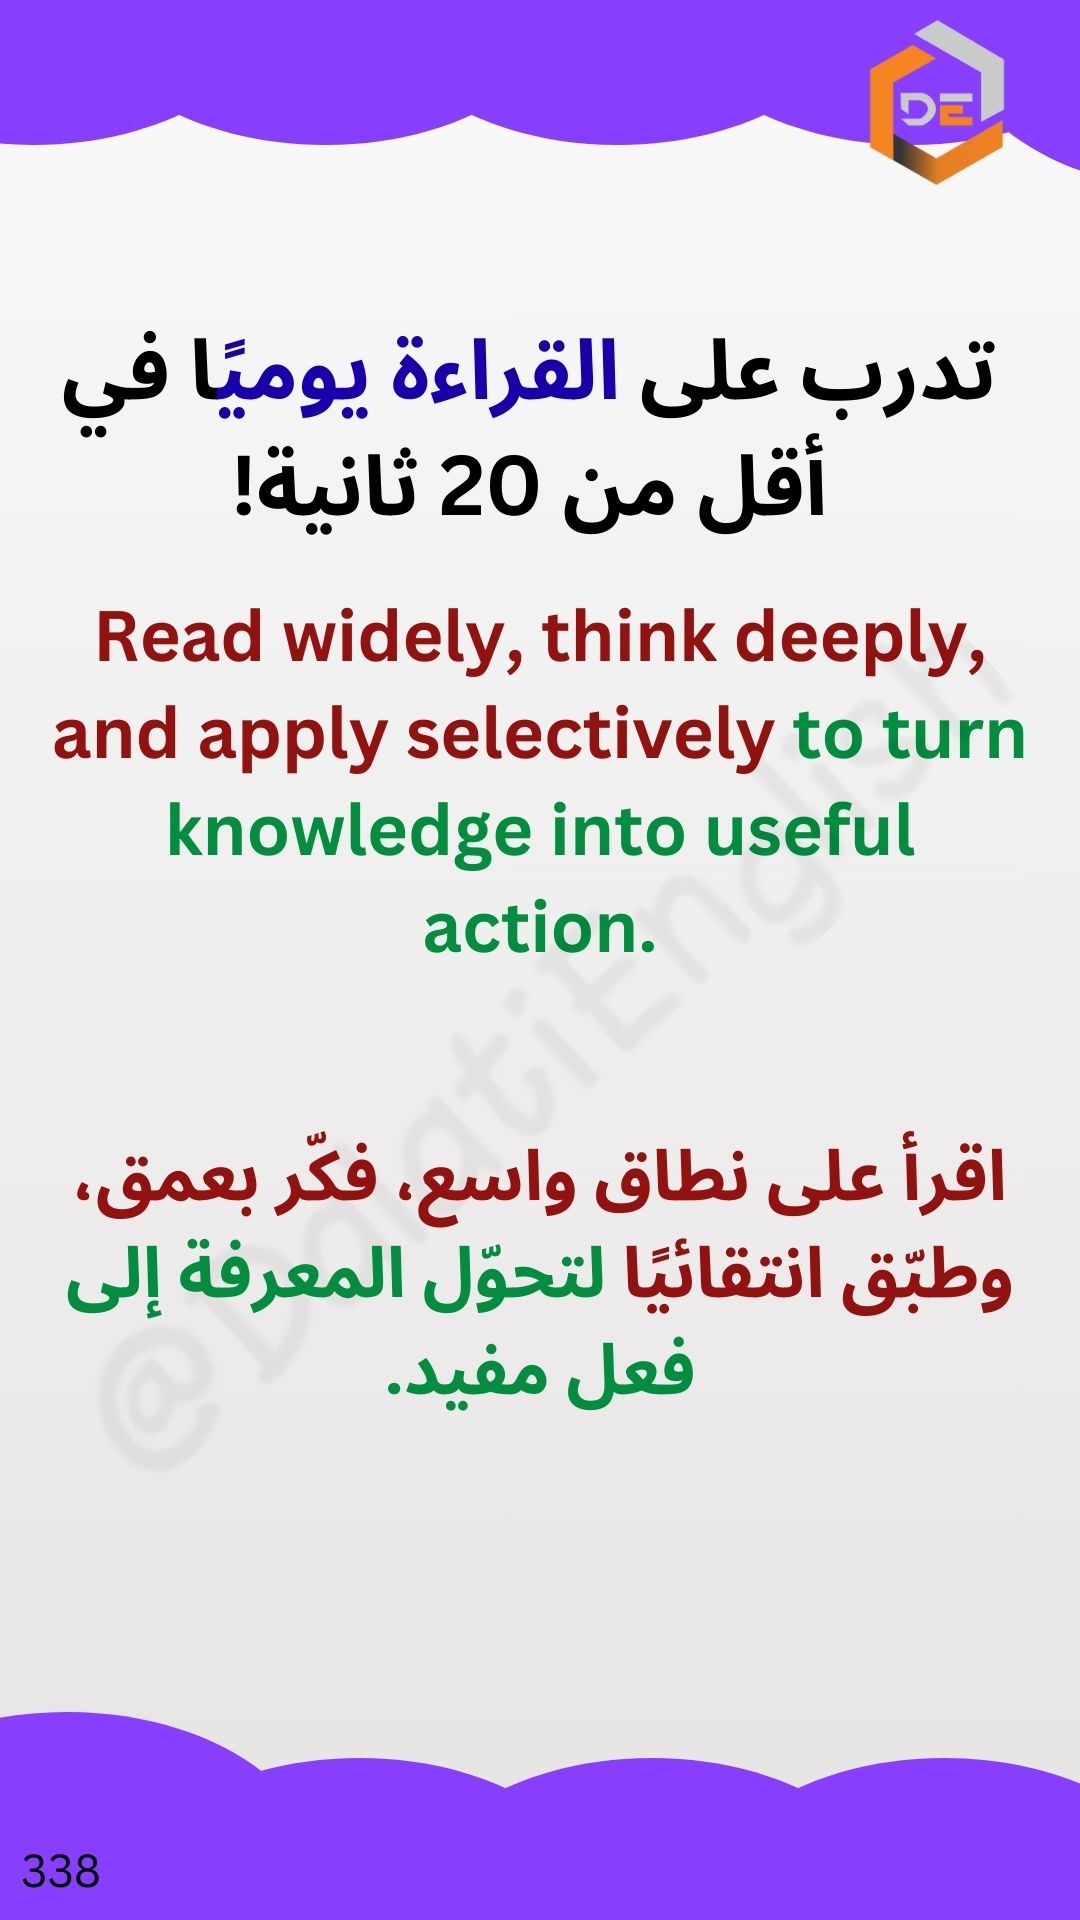 DE
تدرب على القراءة يوميًا في
أقل من 20 ثانية!
Read widely, think deeply,
and apply selectively to turn
knowledge into useful
action.
اقرأ على نطاق واسع، فكّر بعمق،
وطبّق انتقائيًا لتحوّل المعرفة إلى
فعل مفيد.
@DalatiEnglish
338